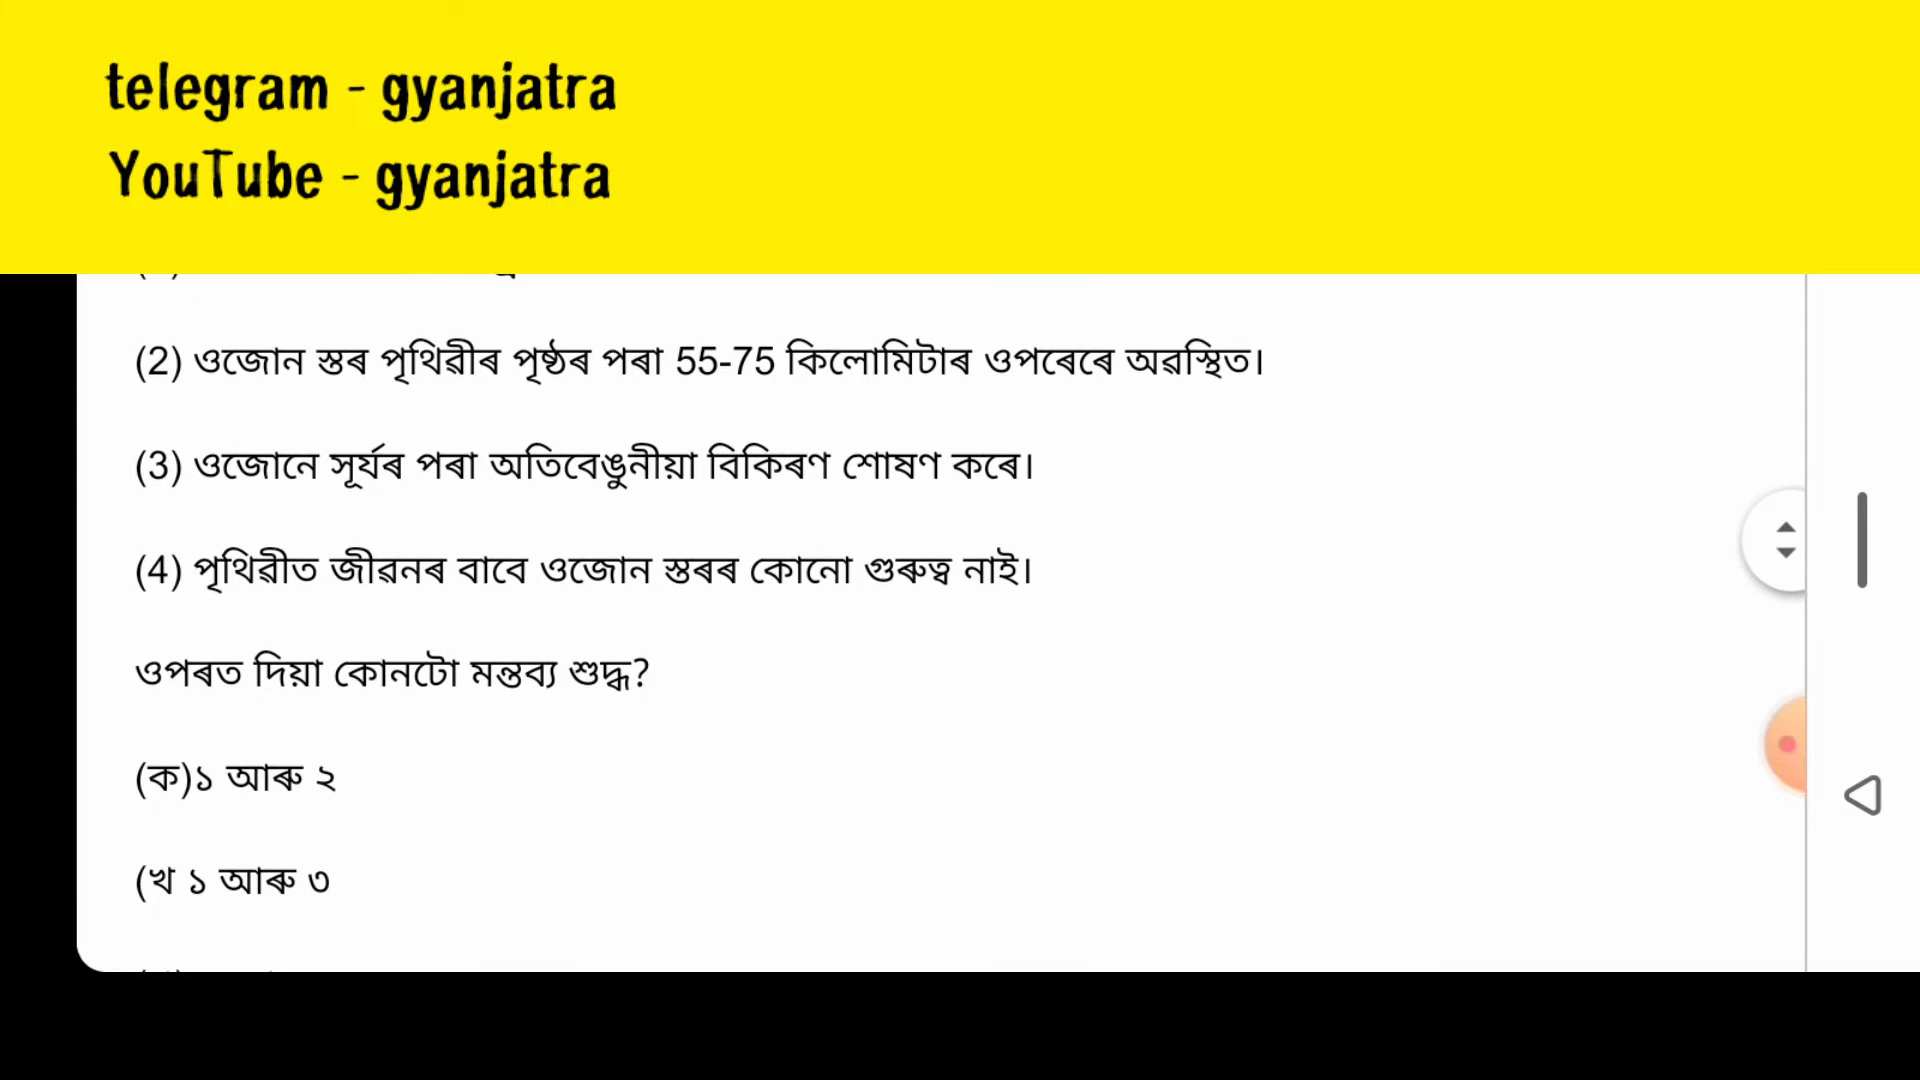 telegram - gyanjatra
YouTube - gyanjatra
(2) ওজোন স্তৰ পৃথিৱীৰ পৃষ্ঠৰ পৰা 55-75 কিলোমিটাৰ ওপৰেৰে অৱস্থিত।
(3) ওজোনে সূৰ্যৰ পৰা অতিবেঙুনীয়া বিকিৰণ শোষণ কৰে।
(4) পৃথিৱীত জীৱনৰ বাবে ওজোন স্তৰৰ কোনো গুৰুত্ব নাই।
ওপৰত দিয়া কোনটো মন্তব্য শুদ্ধ?
(ক)১ আৰু ২
(খ ১ আৰু ৩